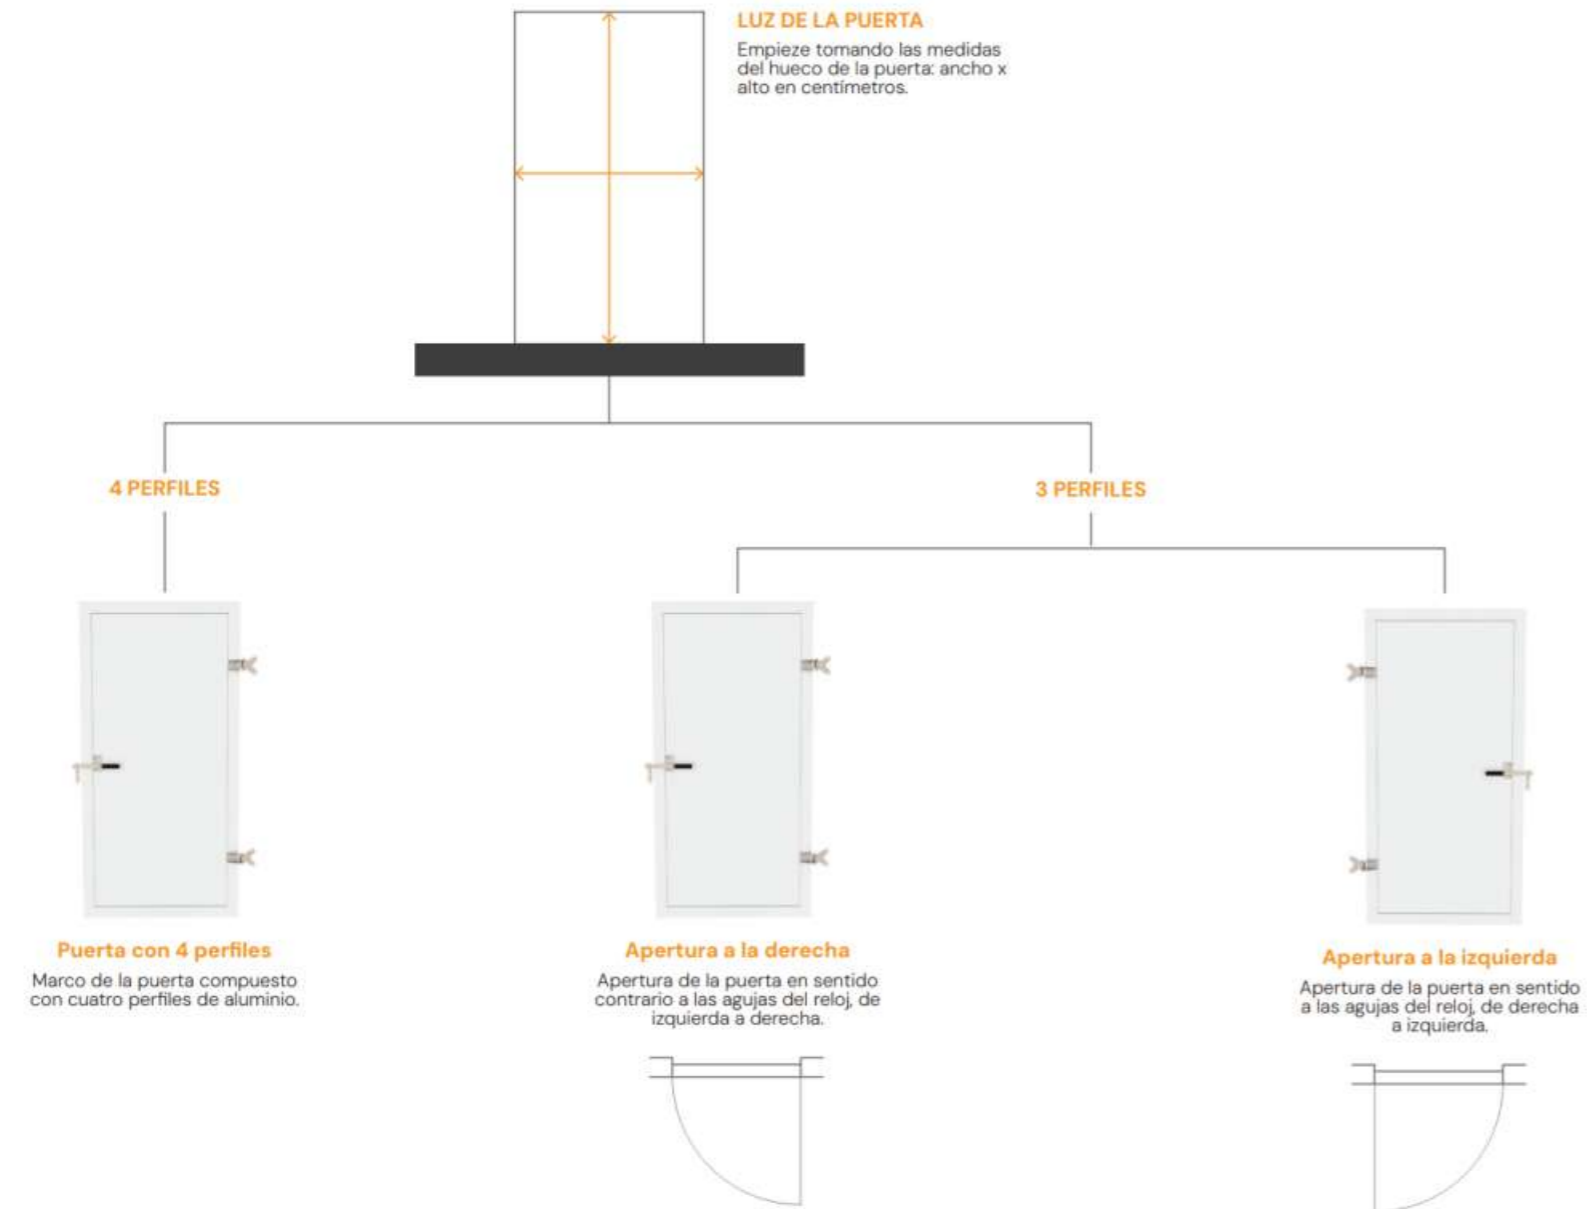 LUZ DE LA PUERTA
Empieze tomando las medidas
del hueco de la puerta: ancho x
alto en centímetros.
4 PERFILES
3 PERFILES
Puerta con 4 perfiles
Marco de la puerta compuesto
con cuatro perfiles de aluminio.
Apertura a la derecha
Apertura de la puerta en sentido
contrario a las agujas del reloj, de
izquierda a derecha.
Apertura a la izquierda
Apertura de la puerta en sentido
a las agujas del reloj, de derecha
a izquierda.